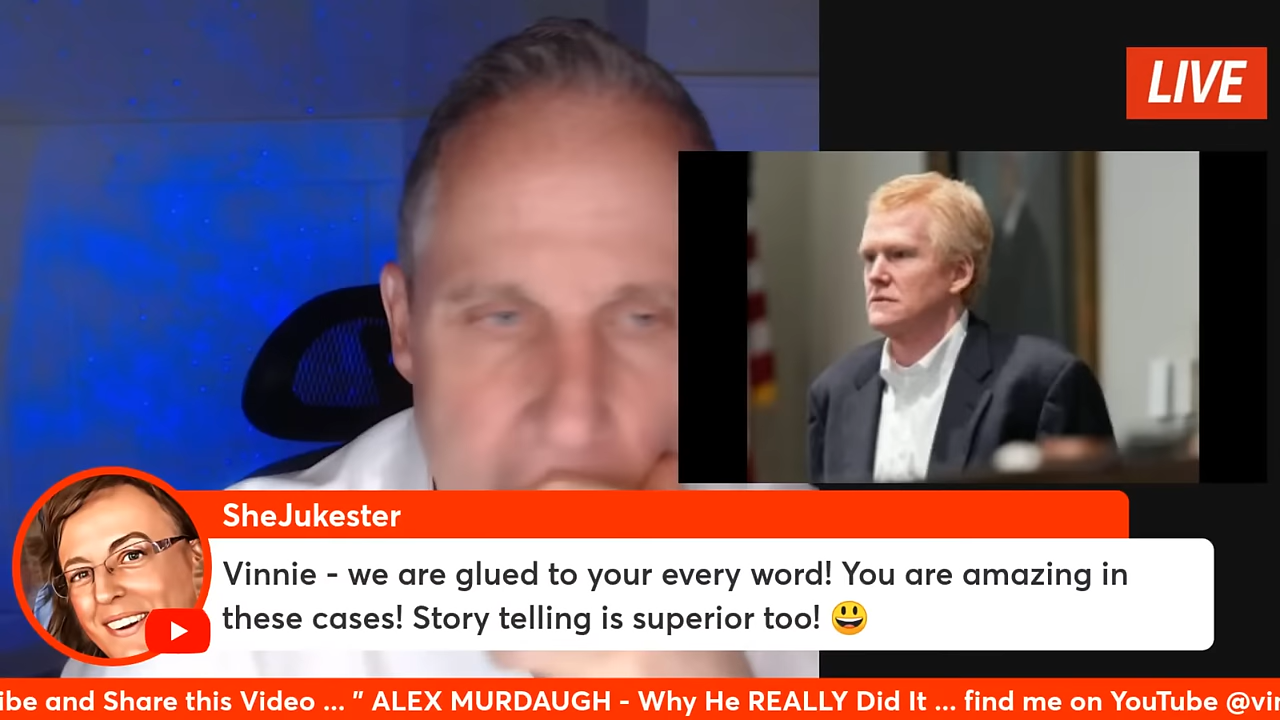 LIVE
SheJukester
Vinnie - we are glued to your every word! You are amazing in
these cases! Story telling is superior too! 😃
ibe and Share this Video ... " ALEX MURDAUGH - Why He REALLY Did It ... find me on YouTube @vin